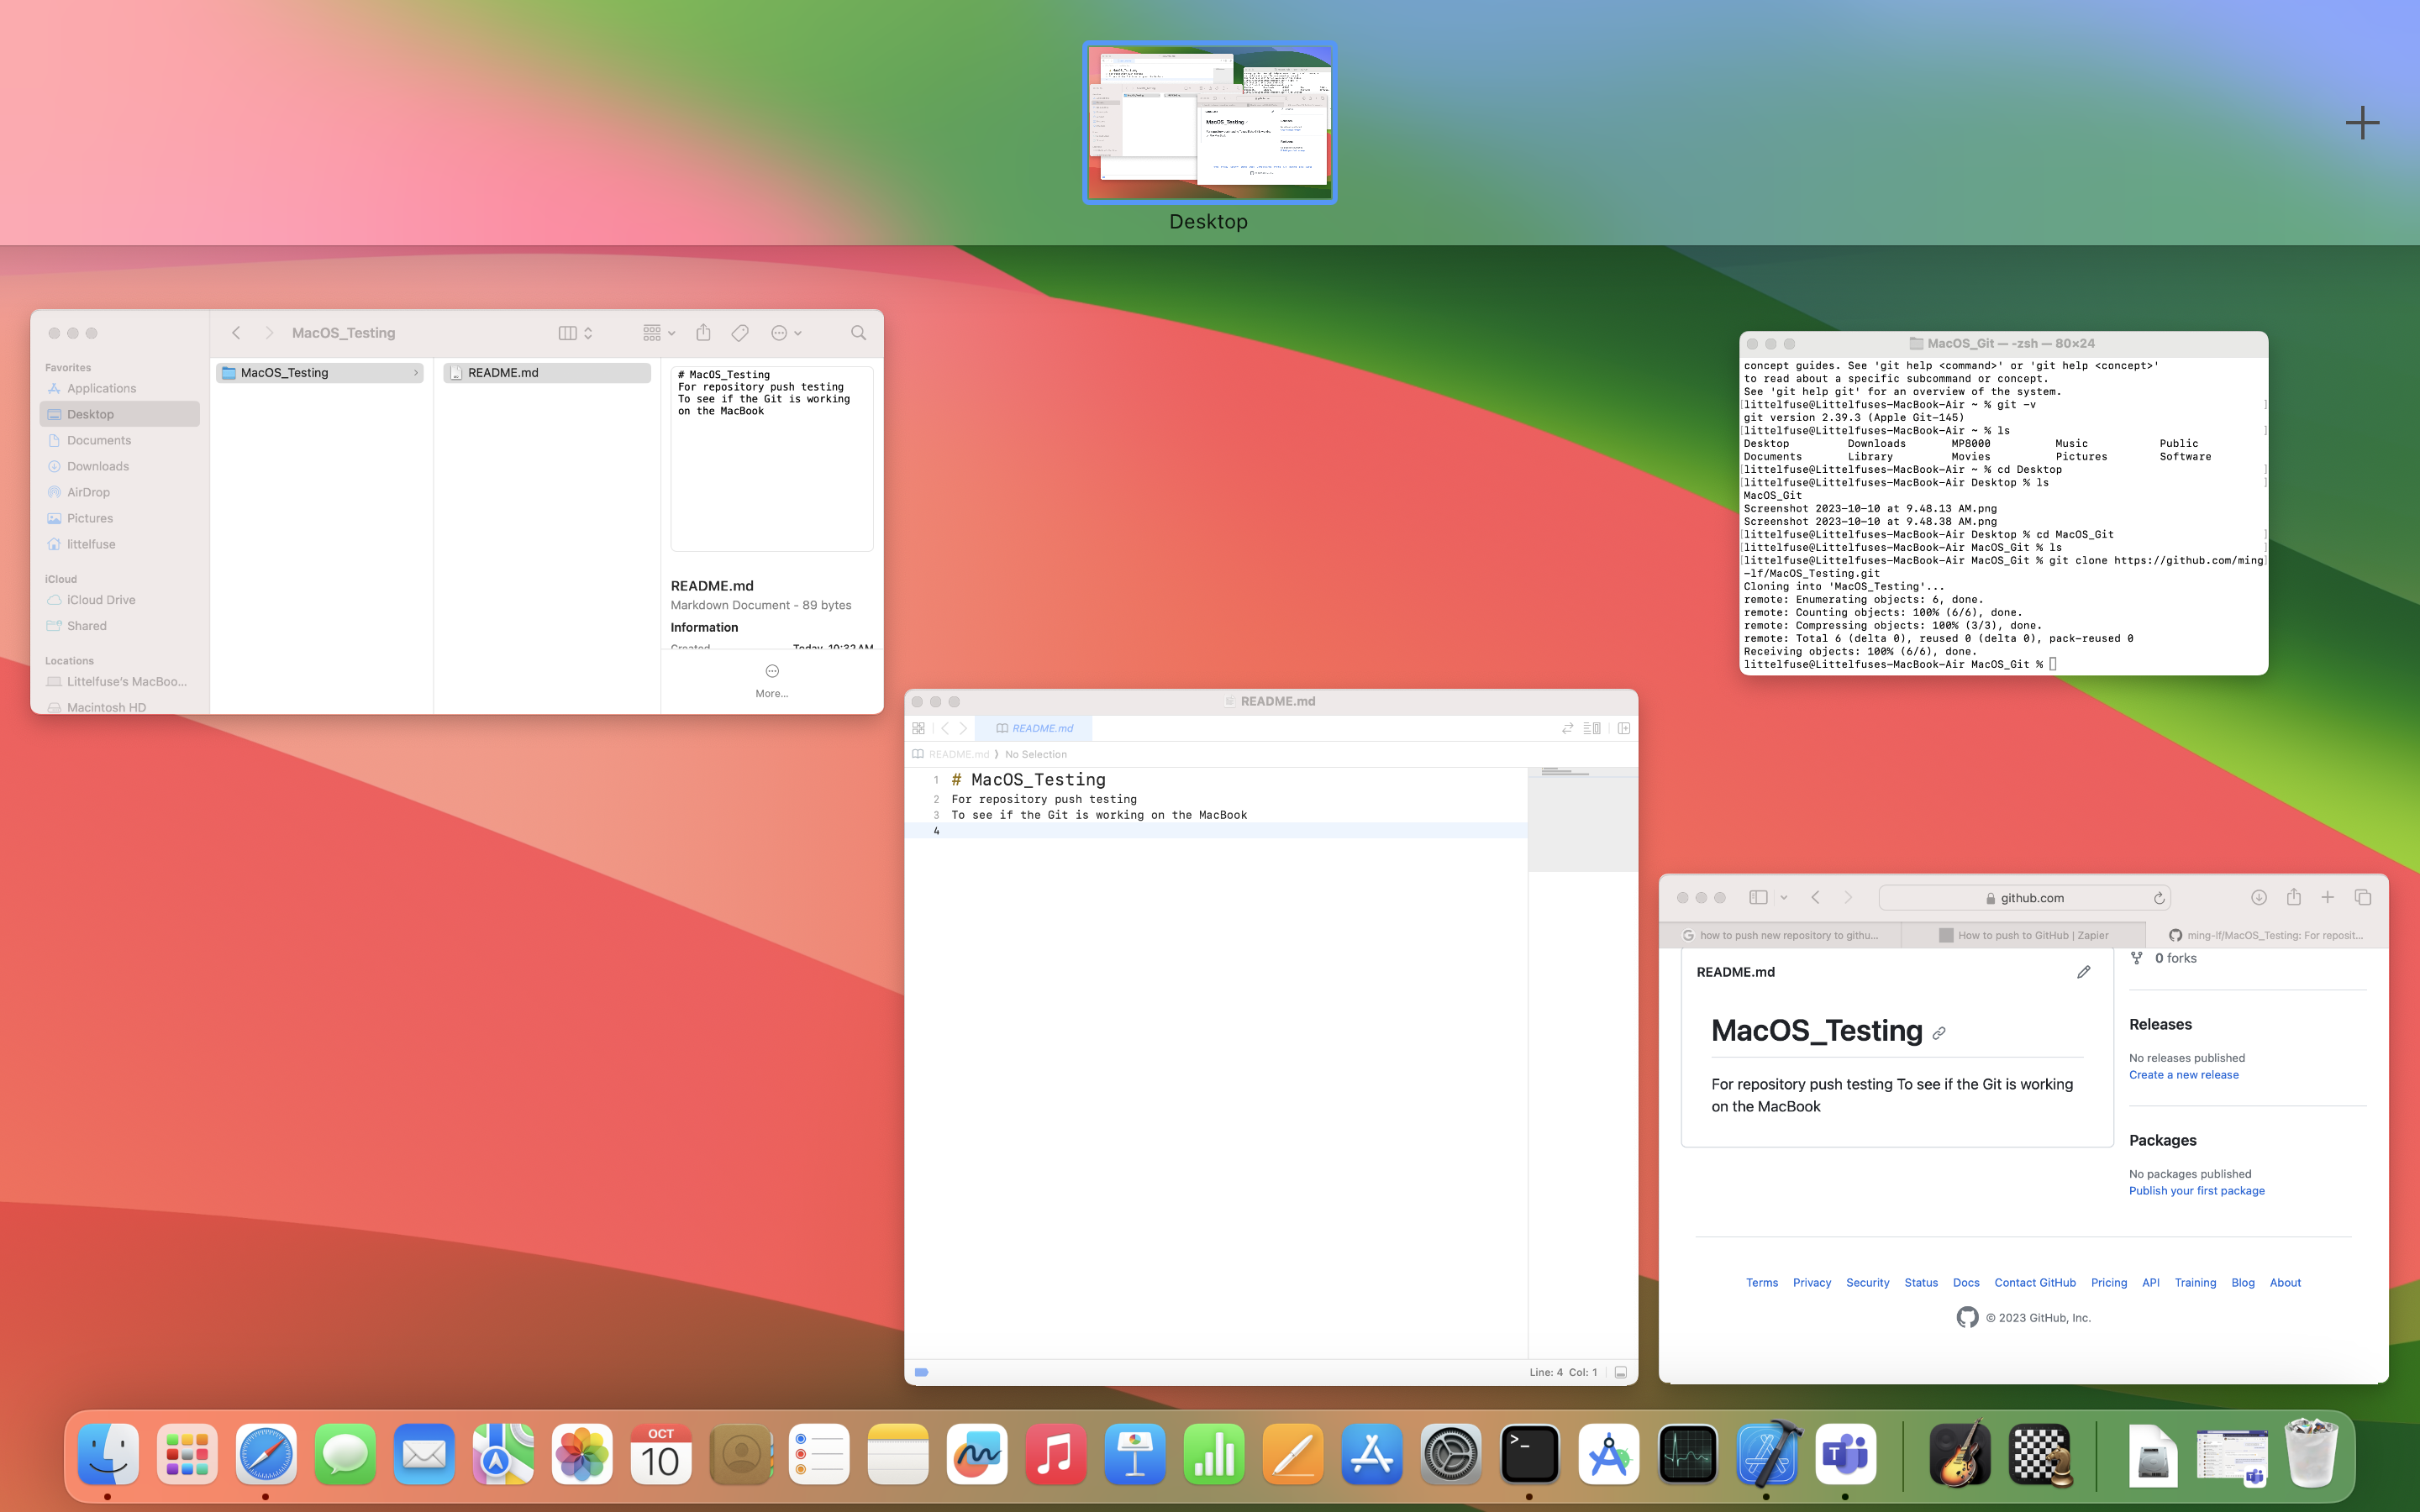 Desktop
MacOS_Testing
Favorites
Applications
Desktop
Documents
Downloads
AirDrop
Pictures
littelfuse
iCloud
iCloud Drive
Shared
Locations
Littelfuse's MacBoo...
Macintosh HD
MacOS_Testing
README.md
# MacOS_Testing
For repository push testing
To see if the Git is working
on the MacBook
README.md
Markdown Document - 89 bytes
Information
Created Today, 10:32 AM
More...
MacOS_Git — -zsh — 80×24
concept guides. See 'git help <command>' or 'git help <concept>'
to read about a specific subcommand or concept.
See 'git help git' for an overview of the system.
[littelfuse@Littelfuses-MacBook-Air ~ % git -v ]
git version 2.39.3 (Apple Git-145)
[littelfuse@Littelfuses-MacBook-Air ~ % ls ]
Desktop Downloads MP8000 Music Public
Documents Library Movies Pictures Software
[littelfuse@Littelfuses-MacBook-Air ~ % cd Desktop ]
[littelfuse@Littelfuses-MacBook-Air Desktop % ls ]
MacOS_Git
Screenshot 2023-10-10 at 9.48.13 AM.png
Screenshot 2023-10-10 at 9.48.38 AM.png
[littelfuse@Littelfuses-MacBook-Air Desktop % cd MacOS_Git ]
[littelfuse@Littelfuses-MacBook-Air MacOS_Git % ls ]
[littelfuse@Littelfuses-MacBook-Air MacOS_Git % git clone https://github.com/ming]
-lf/MacOS_Testing.git
Cloning into 'MacOS_Testing'...
remote: Enumerating objects: 6, done.
remote: Counting objects: 100% (6/6), done.
remote: Compressing objects: 100% (3/3), done.
remote: Total 6 (delta 0), reused 0 (delta 0), pack-reused 0
Receiving objects: 100% (6/6), done.
littelfuse@Littelfuses-MacBook-Air MacOS_Git %
README.md
README.md
README.md ⟩ No Selection
1 # MacOS_Testing
2 For repository push testing
3 To see if the Git is working on the MacBook
4
Line: 4 Col: 1
github.com
how to push new repository to githu...
How to push to GitHub | Zapier
ming-lf/MacOS_Testing: For reposit...
README.md
MacOS_Testing
For repository push testing To see if the Git is working
on the MacBook
0 forks
Releases
No releases published
Create a new release
Packages
No packages published
Publish your first package
Terms Privacy Security Status Docs Contact GitHub Pricing API Training Blog About
© 2023 GitHub, Inc.
OCT
10